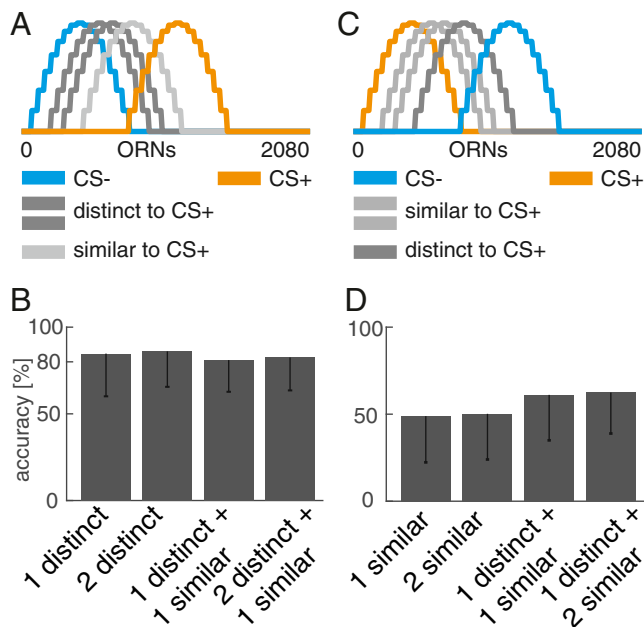 A
0 ORNs 2080
CS- CS+
distinct to CS+
similar to CS+
B
accuracy [%]
100
80
50
0
1 distinct
2 distinct
1 distinct +
1 similar
2 distinct +
1 similar
C
0 ORNs 2080
CS- CS+
similar to CS+
distinct to CS+
D
100
50
0
1 similar
2 similar
1 distinct +
1 similar
1 distinct +
2 similar